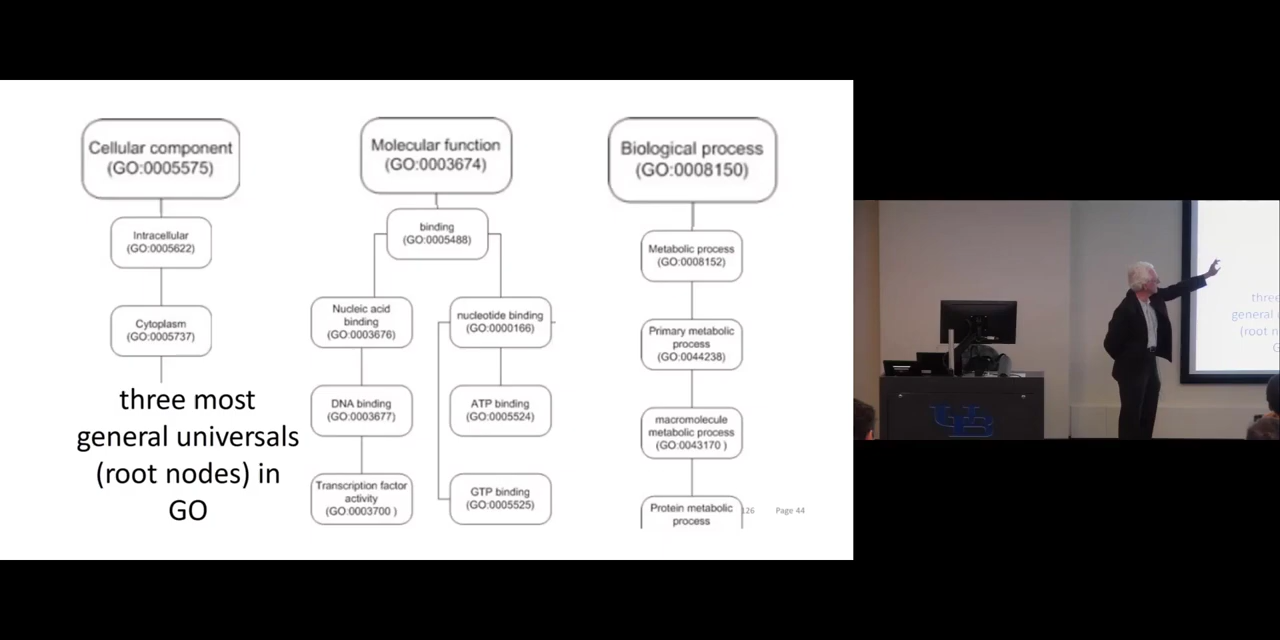 Cellular component
(GO:0005575)
Intracellular
(GO:0005622)
Cytoplasm
(GO:0005737)
three most
general universals
(root nodes) in
GO
Molecular function
(GO:0003674)
binding
(GO:0005488)
Nucleic acid
binding
(GO:0003676)
DNA binding
(GO:0003677)
Transcription factor
activity
(GO:0003700 )
nucleotide binding
(GO:0000166)
ATP binding
(GO:0005524)
GTP binding
(GO:0005525)
Biological process
(GO:0008150)
Metabolic process
(GO:0008152)
Primary metabolic
process
(GO:0044238)
macromolecule
metabolic process
(GO:0043170 )
Protein metabolic
process
126 Page 44
three
general
(root n
G
UB